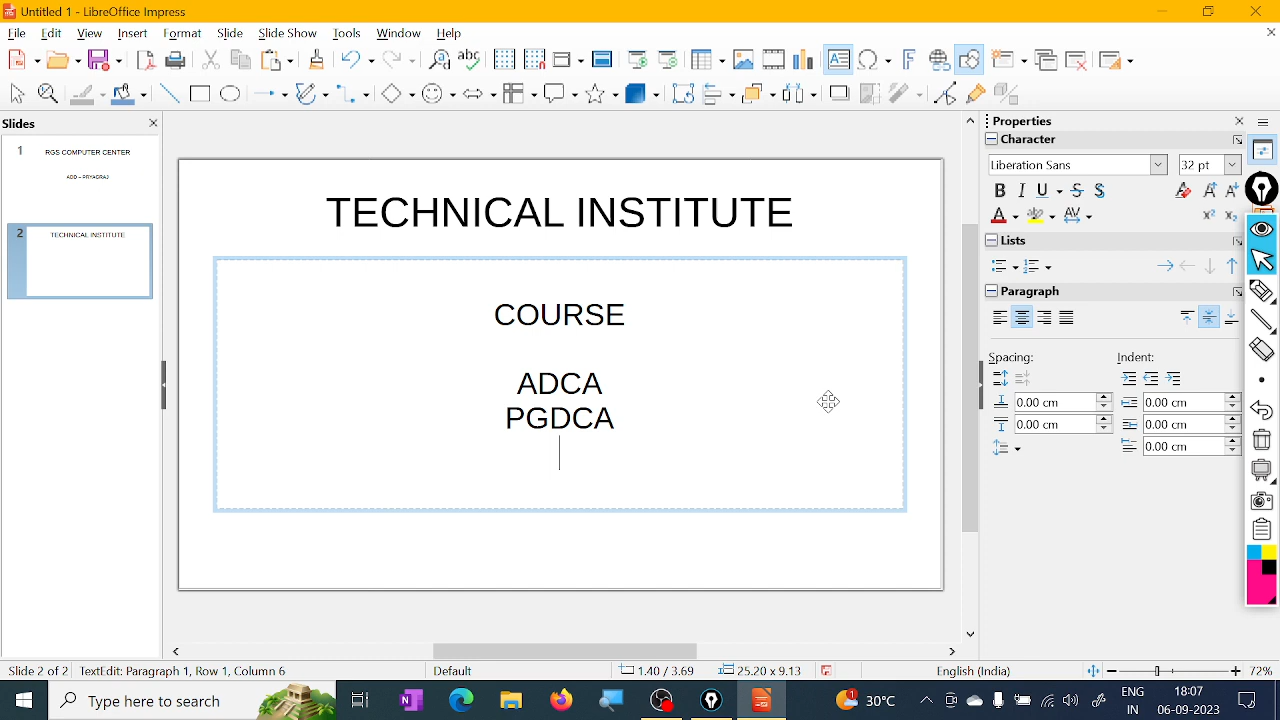 Untitled 1 - LibreOffice Impress
File Edit View Insert Format Slide Slide Show Tools Window Help
Slides
1
RGS COMPUTER CENTER
ADD – PRYAGRAJ
2
TECHNICAL INSTITUTE
TECHNICAL INSTITUTE
COURSE
ADCA
PGDCA
Properties
Character
Liberation Sans 32 pt
Lists
Paragraph
Spacing: Indent:
0.00 cm 0.00 cm
0.00 cm 0.00 cm
0.00 cm
Slide 2 of 2 TextEdit: Paragraph 1, Row 1, Column 6 Default 1.40 / 3.69 25.20 x 9.13 English (India) 72%
Type here to search
1 30°C
ENG
IN
18:07
06-09-2023